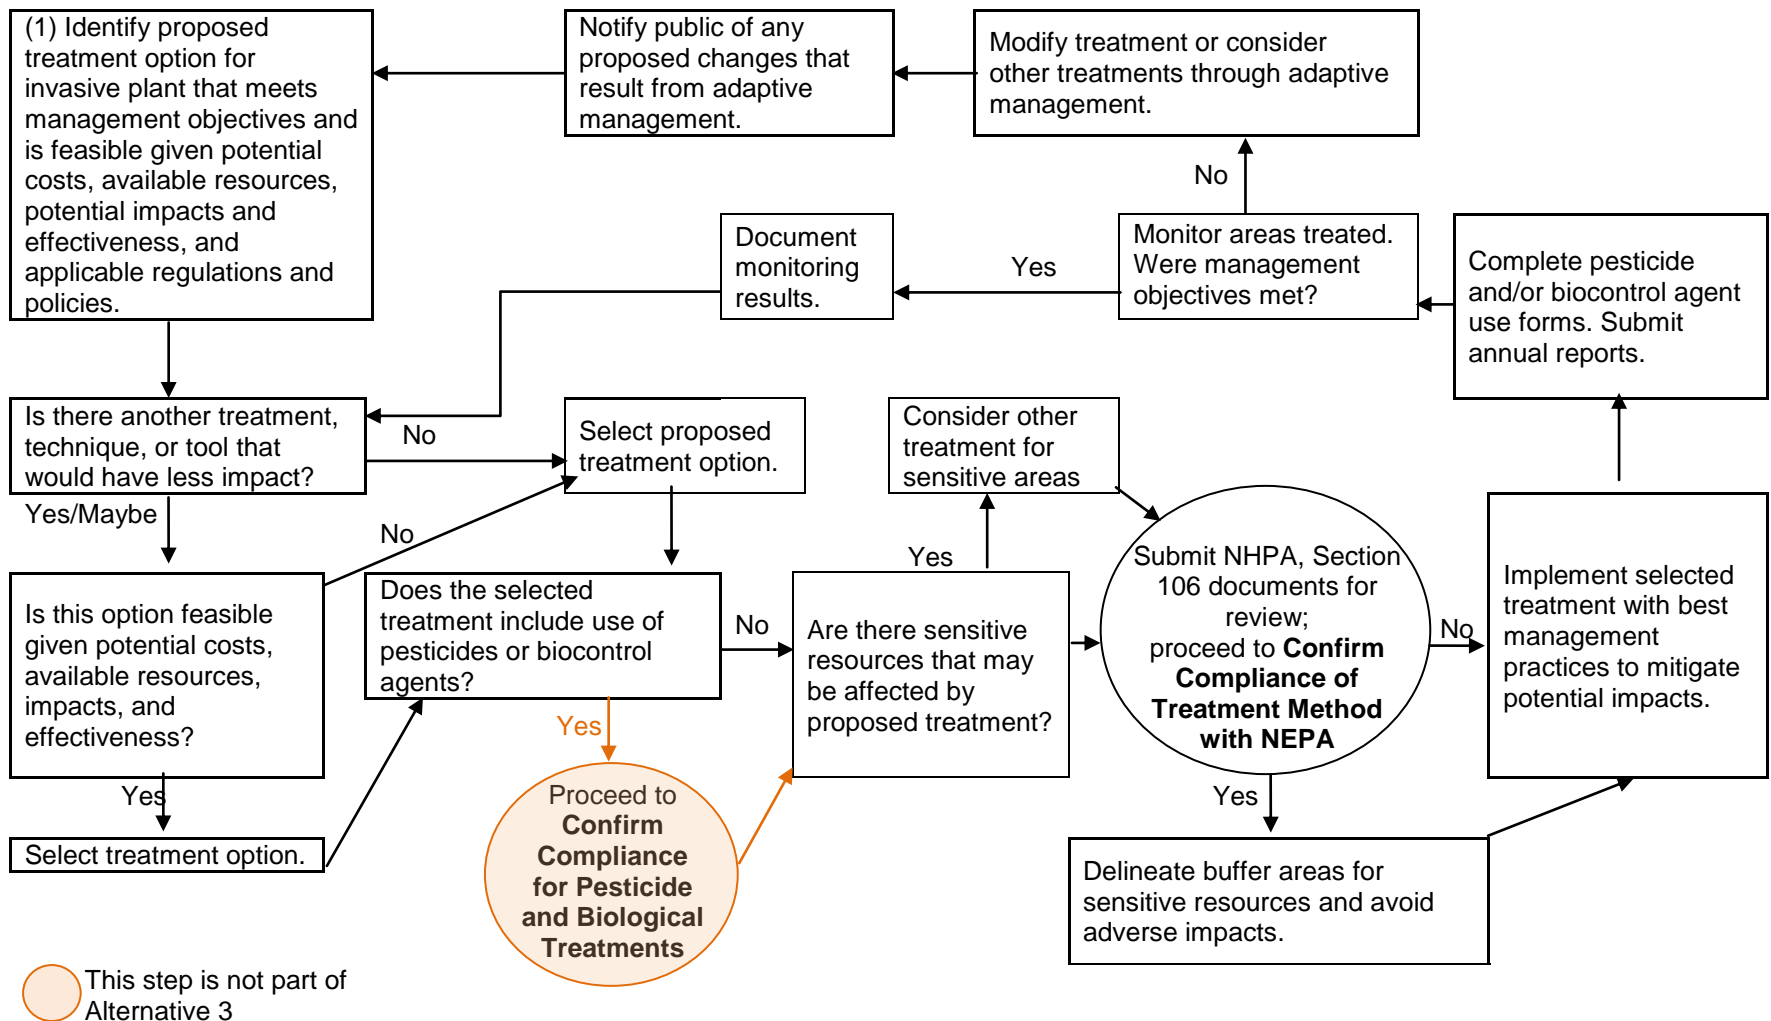 (1) Identify proposed
treatment option for
invasive plant that meets
management objectives and
is feasible given potential
costs, available resources,
potential impacts and
effectiveness, and
applicable regulations and
policies.
Notify public of any
proposed changes that
result from adaptive
management.
Modify treatment or consider
other treatments through adaptive
management.
No
Document
monitoring
results.
Yes
Monitor areas treated.
Were management
objectives met?
Complete pesticide
and/or biocontrol agent
use forms. Submit
annual reports.
Is there another treatment,
technique, or tool that
would have less impact?
No
Select proposed
treatment option.
Consider other
treatment for
sensitive areas
Yes/Maybe
No
Is this option feasible
given potential costs,
available resources,
impacts, and
effectiveness?
Yes
Select treatment option.
Does the selected
treatment include use of
pesticides or biocontrol
agents?
No
Yes
Proceed to
Confirm
Compliance
for Pesticide
and Biological
Treatments
Yes
Are there sensitive
resources that may
be affected by
proposed treatment?
Submit NHPA, Section
106 documents for
review;
proceed to Confirm
Compliance of
Treatment Method
with NEPA
No
Yes
Implement selected
treatment with best
management
practices to mitigate
potential impacts.
Delineate buffer areas for
sensitive resources and avoid
adverse impacts.
This step is not part of
Alternative 3